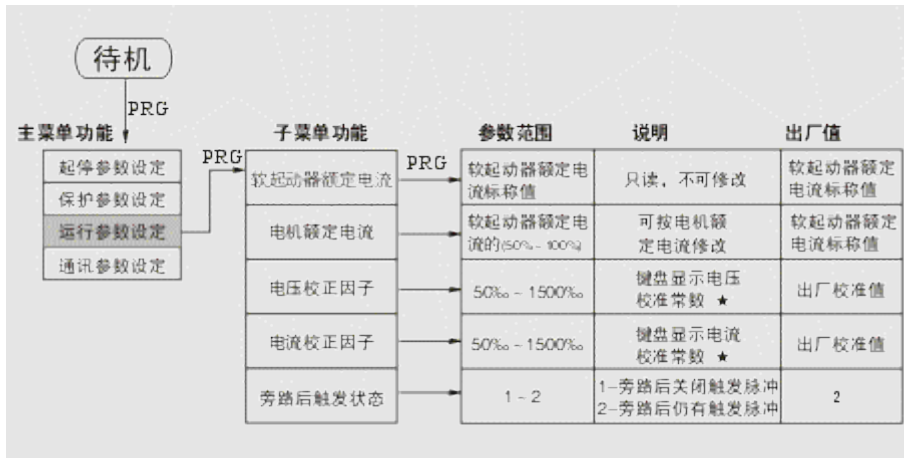 待机
PRG
主菜单功能
子菜单功能
参数范围
说明
出厂值
起停参数设定
保护参数设定
运行参数设定
通讯参数设定
PRG
软起动器额定电流
PRG
软起动器额定电
流标称值
只读，不可修改
软起动器额定
电流标称值
电机额定电流
软起动器额定电
流的(50%~100%)
可按电机额
定电流修改
软起动器额定
电流标称值
电压校正因子
50‰~1500‰
键盘显示电压
校准常数 ★
出厂校准值
电流校正因子
50‰~1500‰
键盘显示电流
校准常数 ★
出厂校准值
旁路后触发状态
1~2
1-旁路后关闭触发脉冲
2-旁路后仍有触发脉冲
2